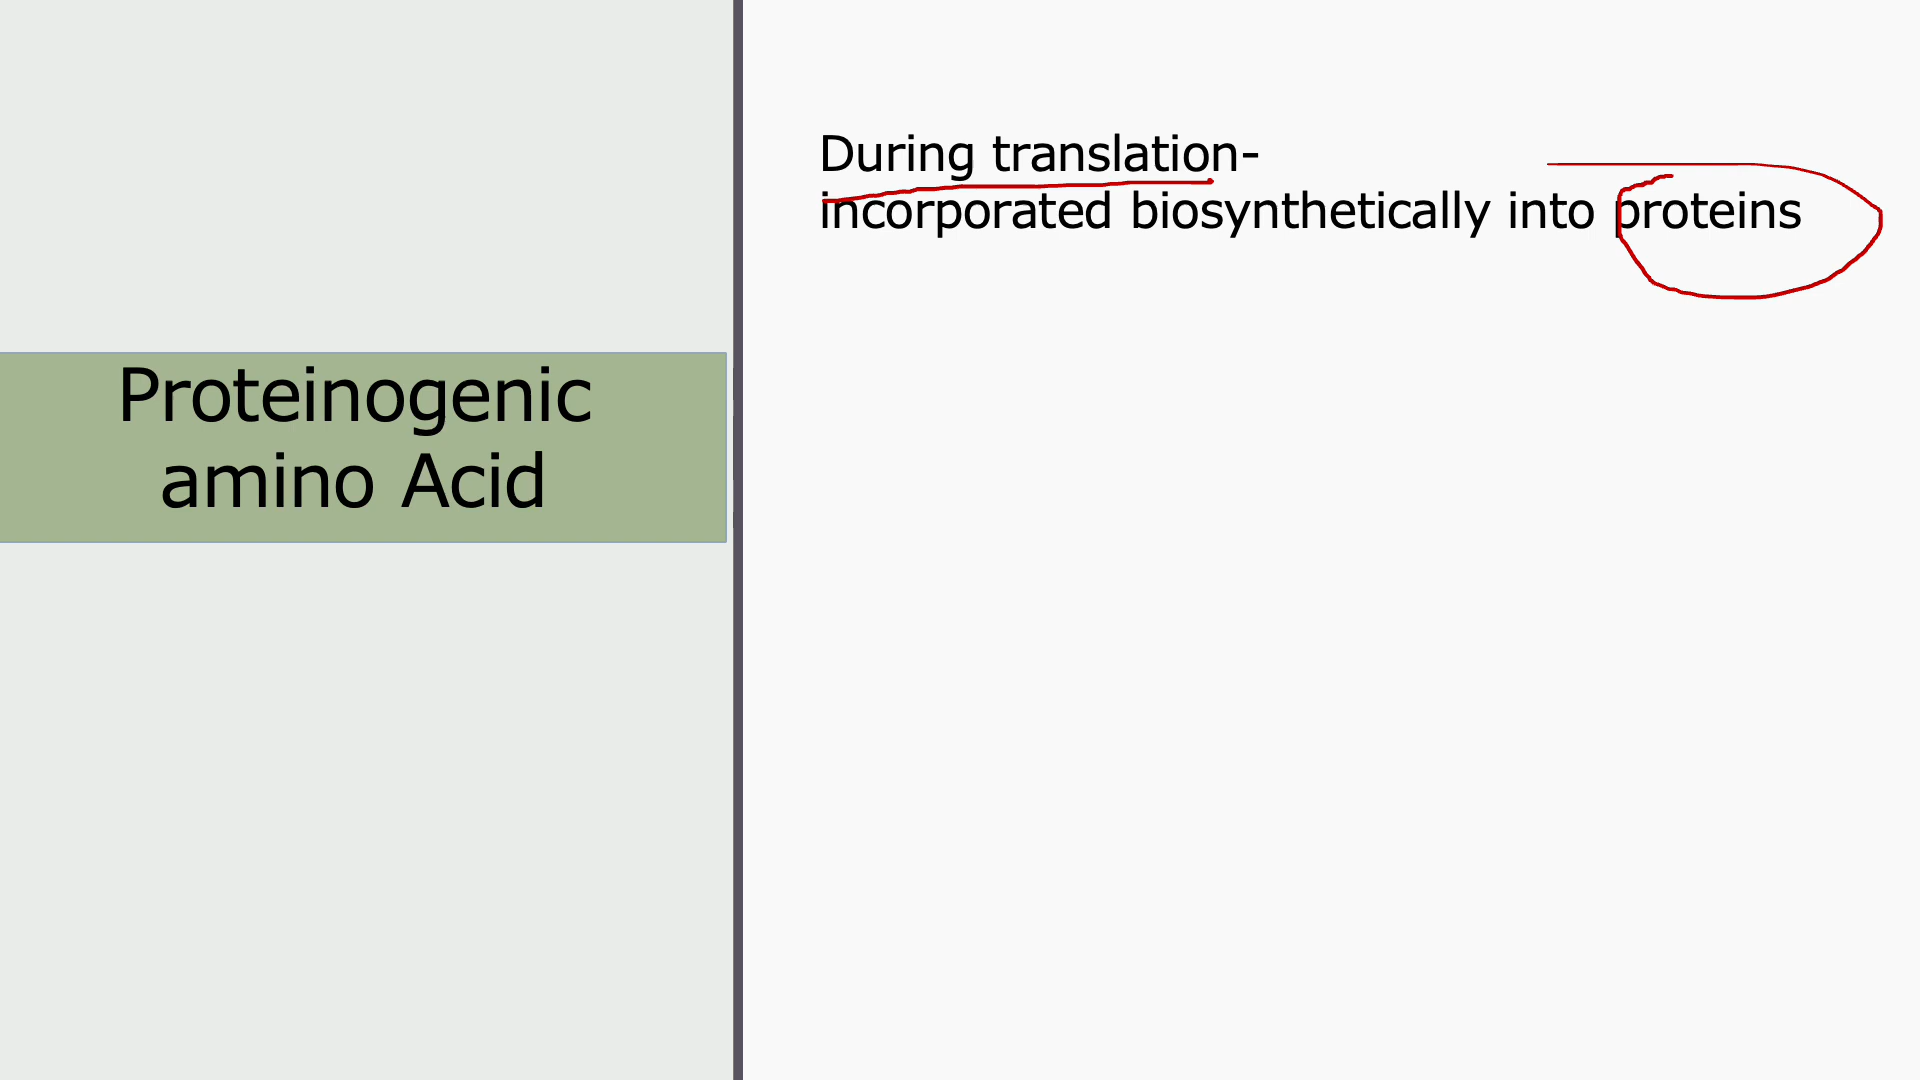 Proteinogenic
amino Acid
During translation-
incorporated biosynthetically into proteins